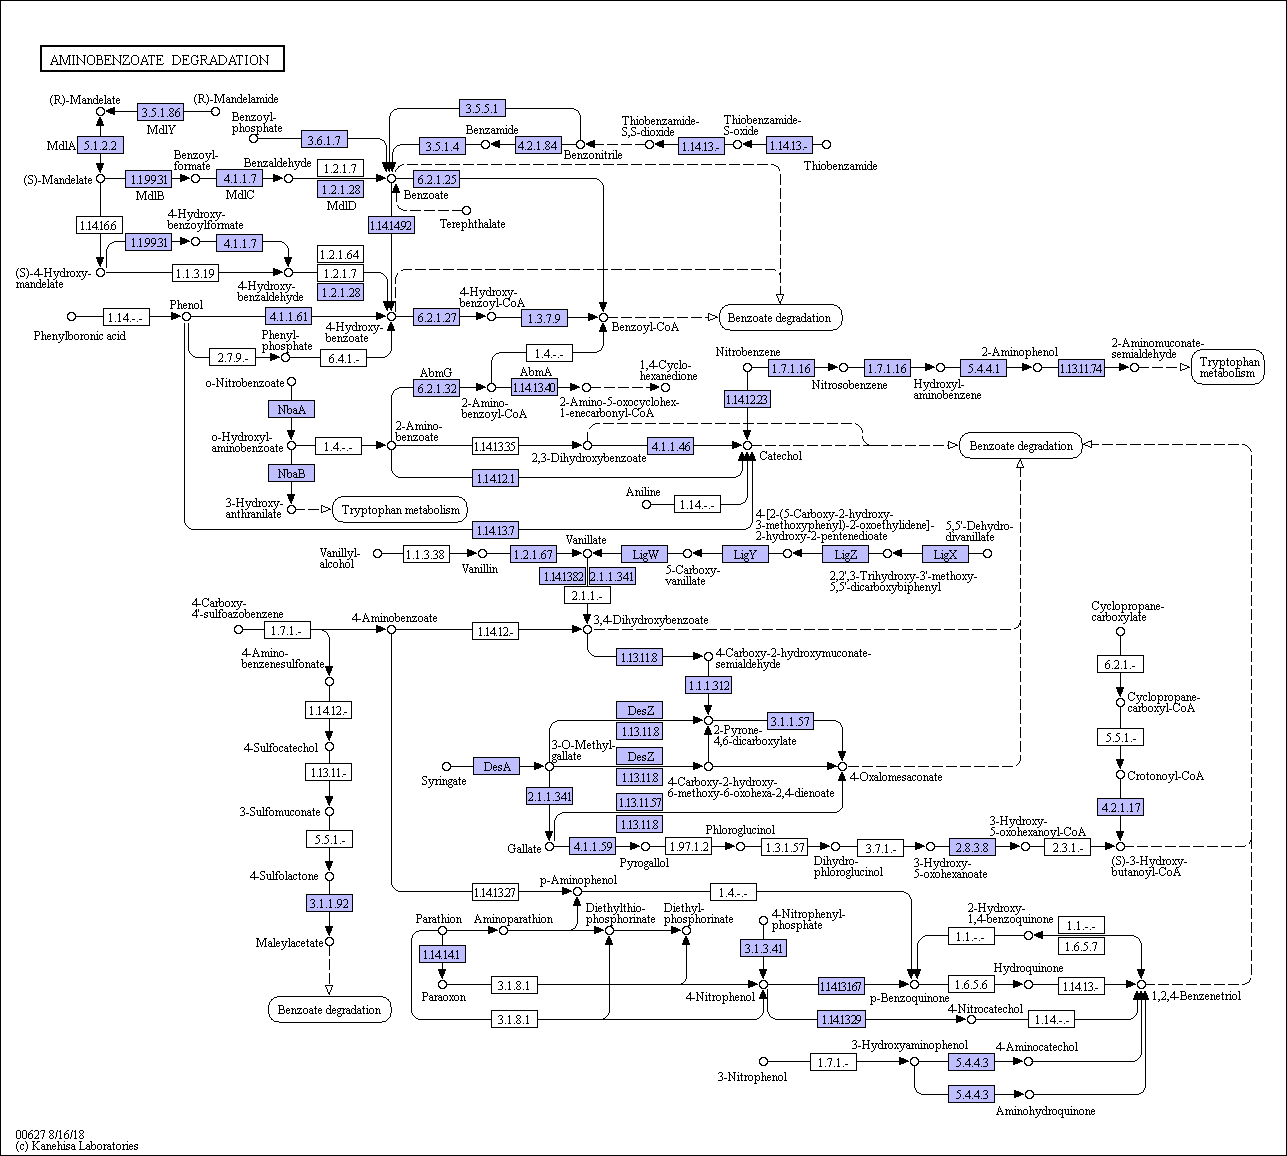 AMINOBENZOATE DEGRADATION
(R)-Mandelate
3.5.1.86
MdlY
(R)-Mandelamide
MdlA
5.1.2.2
(S)-Mandelate
1.1.99.31
MdlB
Benzoyl-
formate
4.1.1.7
MdlC
Benzaldehyde
1.2.1.7
1.2.1.28
MdlD
Benzoyl-
phosphate
3.6.1.7
3.5.5.1
3.5.1.4
Benzamide
4.2.1.84
Benzonitrile
Thiobenzamide-
S,S-dioxide
1.14.13.-
Thiobenzamide-
S-oxide
1.14.13.-
Thiobenzamide
6.2.1.25
Benzoate
Terephthalate
1.14.14.92
1.14.16.6
4-Hydroxy-
benzoylformate
1.1.99.31
4.1.1.7
(S)-4-Hydroxy-
mandelate
1.1.3.19
4-Hydroxy-
benzaldehyde
1.2.1.64
1.2.1.7
1.2.1.28
Phenylboronic acid
1.14.-.-
Phenol
4.1.1.61
4-Hydroxy-
benzoate
2.7.9.-
Phenyl-
phosphate
6.4.1.-
6.2.1.27
4-Hydroxy-
benzoyl-CoA
1.3.7.9
Benzoyl-CoA
Benzoate degradation
1.4.-.-
AbmG
6.2.1.32
2-Amino-
benzoyl-CoA
AbmA
1.14.13.40
2-Amino-5-oxocyclohex-
1-enecarbonyl-CoA
1,4-Cyclo-
hexanedione
Nitrobenzene
1.7.1.16
Nitrosobenzene
1.7.1.16
Hydroxyl-
aminobenzene
5.4.4.1
2-Aminophenol
1.13.11.74
2-Aminomuconate-
semialdehyde
Tryptophan
metabolism
1.14.12.23
o-Nitrobenzoate
NbaA
o-Hydroxyl-
aminobenzoate
1.4.-.-
2-Amino-
benzoate
1.14.13.35
2,3-Dihydroxybenzoate
4.1.1.46
Catechol
Benzoate degradation
NbaB
1.14.12.1
3-Hydroxy-
anthranilate
Tryptophan metabolism
Aniline
1.14.-.-
1.14.13.7
Vanillyl-
alcohol
1.1.3.38
Vanillin
1.2.1.67
Vanillate
LigW
5-Carboxy-
vanillate
LigY
4-[2-(5-Carboxy-2-hydroxy-
3-methoxyphenyl)-2-oxoethylidene]-
2-hydroxy-2-pentenedioate
LigZ
2,2',3-Trihydroxy-3'-methoxy-
5,5'-dicarboxybiphenyl
LigX
5,5'-Dehydro-
divanillate
1.14.13.82
2.1.1.341
2.1.1.-
4-Carboxy-
4'-sulfoazobenzene
1.7.1.-
4-Aminobenzoate
1.14.12.-
3,4-Dihydroxybenzoate
4-Amino-
benzenesulfonate
1.14.12.-
4-Sulfocatechol
1.13.11.-
3-Sulfomuconate
5.5.1.-
4-Sulfolactone
3.1.1.92
Maleylacetate
Benzoate degradation
1.13.11.8
4-Carboxy-2-hydroxymuconate-
semialdehyde
1.1.1.312
DesZ
1.13.11.8
2-Pyrone-
4,6-dicarboxylate
3.1.1.57
Syringate
DesA
3-O-Methyl-
gallate
DesZ
1.13.11.8
4-Carboxy-2-hydroxy-
6-methoxy-6-oxohexa-2,4-dienoate
4-Oxalomesaconate
2.1.1.341
1.13.11.57
1.13.11.8
Gallate
4.1.1.59
Pyrogallol
1.97.1.2
Phloroglucinol
1.3.1.57
Dihydro-
phloroglucinol
3.7.1.-
3-Hydroxy-
5-oxohexanoate
2.8.3.8
3-Hydroxy-
5-oxohexanoyl-CoA
2.3.1.-
(S)-3-Hydroxy-
butanoyl-CoA
Cyclopropane-
carboxylate
6.2.1.-
Cyclopropane-
carboxyl-CoA
5.5.1.-
Crotonoyl-CoA
4.2.1.17
1.14.13.27
p-Aminophenol
1.4.-.-
Parathion
Aminoparathion
Diethylthio-
phosphorinate
Diethyl-
phosphorinate
1.14.14.1
Paraoxon
3.1.8.1
3.1.8.1
4-Nitrophenyl-
phosphate
3.1.3.41
4-Nitrophenol
1.14.13.167
p-Benzoquinone
1.6.5.6
Hydroquinone
1.14.13.-
1,2,4-Benzenetriol
1.1.-.-
2-Hydroxy-
1,4-benzoquinone
1.1.-.-
1.6.5.7
1.14.13.29
4-Nitrocatechol
1.14.-.-
3-Nitrophenol
1.7.1.-
3-Hydroxyaminophenol
5.4.4.3
4-Aminocatechol
5.4.4.3
Aminohydroquinone
00627 8/16/18
(c) Kanehisa Laboratories